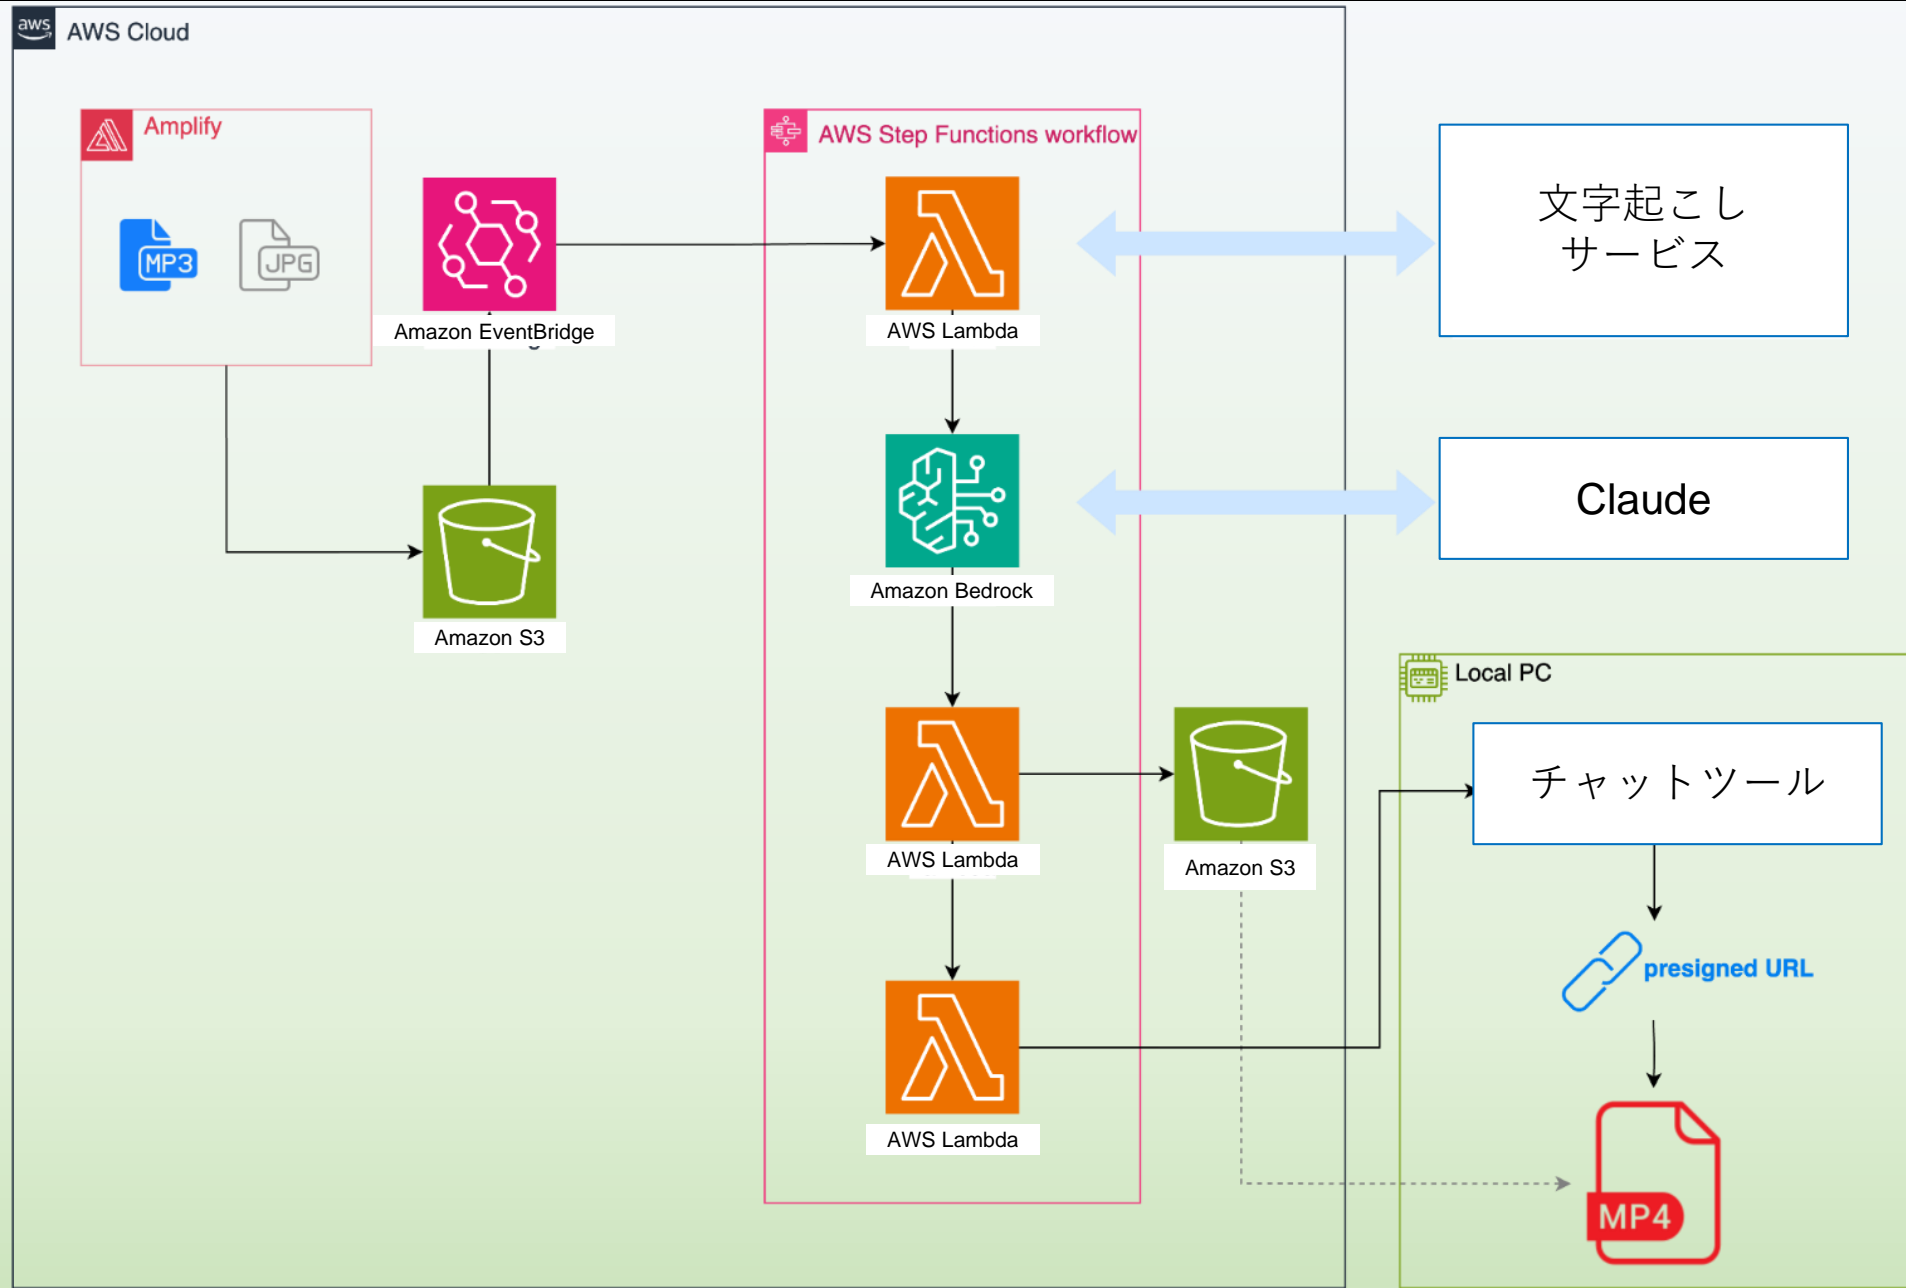 aws
AWS Cloud
Amplify
MP3
JPG
Amazon EventBridge
Amazon S3
AWS Step Functions workflow
AWS Lambda
Amazon Bedrock
AWS Lambda
Amazon S3
AWS Lambda
文字起こし
サービス
Claude
Local PC
チャットツール
presigned URL
MP4